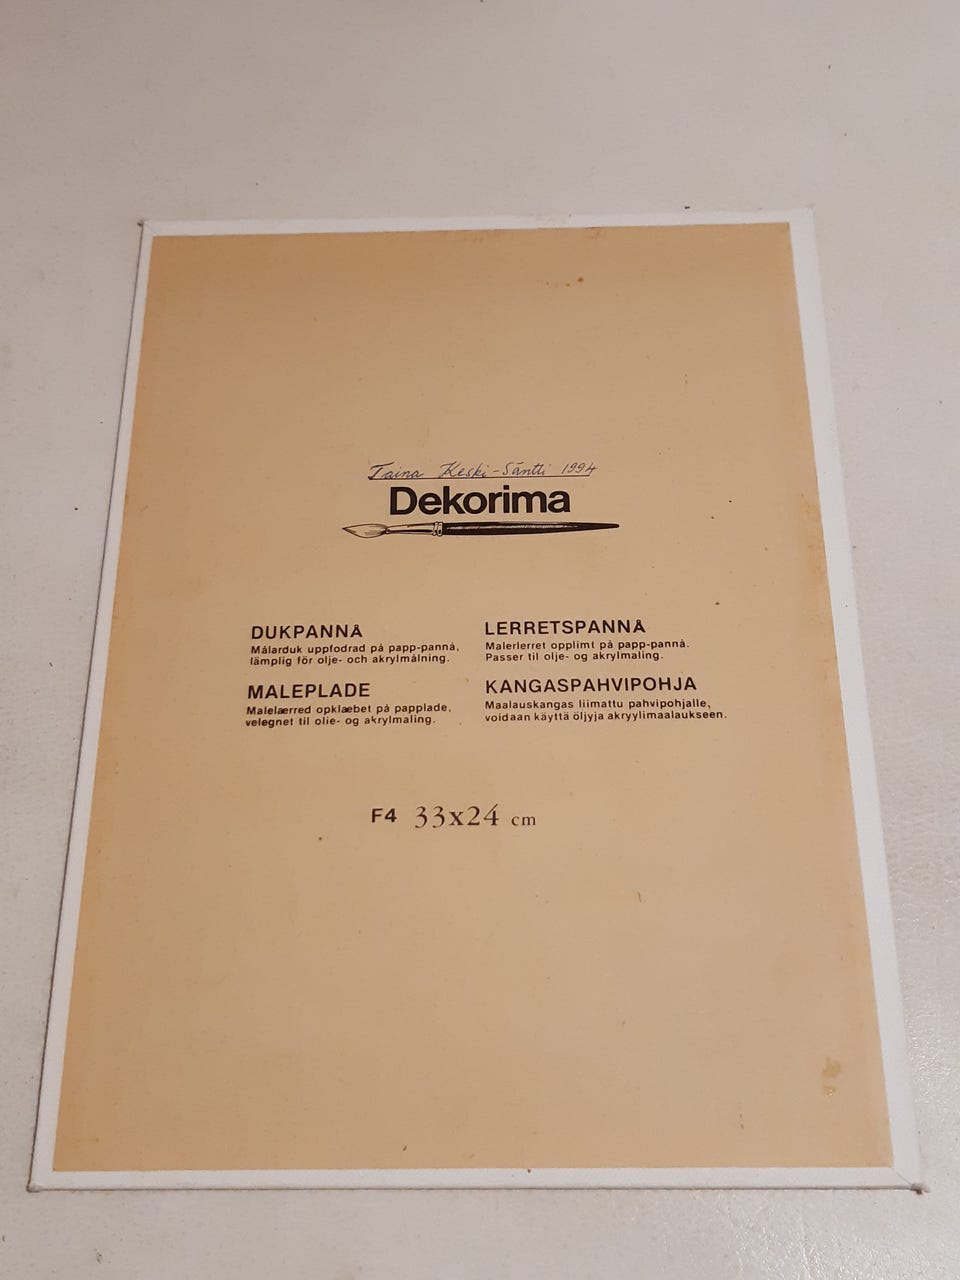 Taina Keski-Säntti 1994
Dekorima
DUKPANNÅ
Målarduk uppfodrad på papp-pannå,
lämplig för olje- och akrylmålning.
LERRETSPANNÅ
Malerlerret opplimt på papp-pannå.
Passer til olje- og akrylmaling.
MALEPLADE
Malelærred opklæbet på papplade,
velegnet til olie- og akrylmaling.
KANGASPAHVIPOHJA
Maalauskangas liimattu pahvipohjalle,
voidaan käyttä öljyja akryylimaalaukseen.
F4 33x24 cm